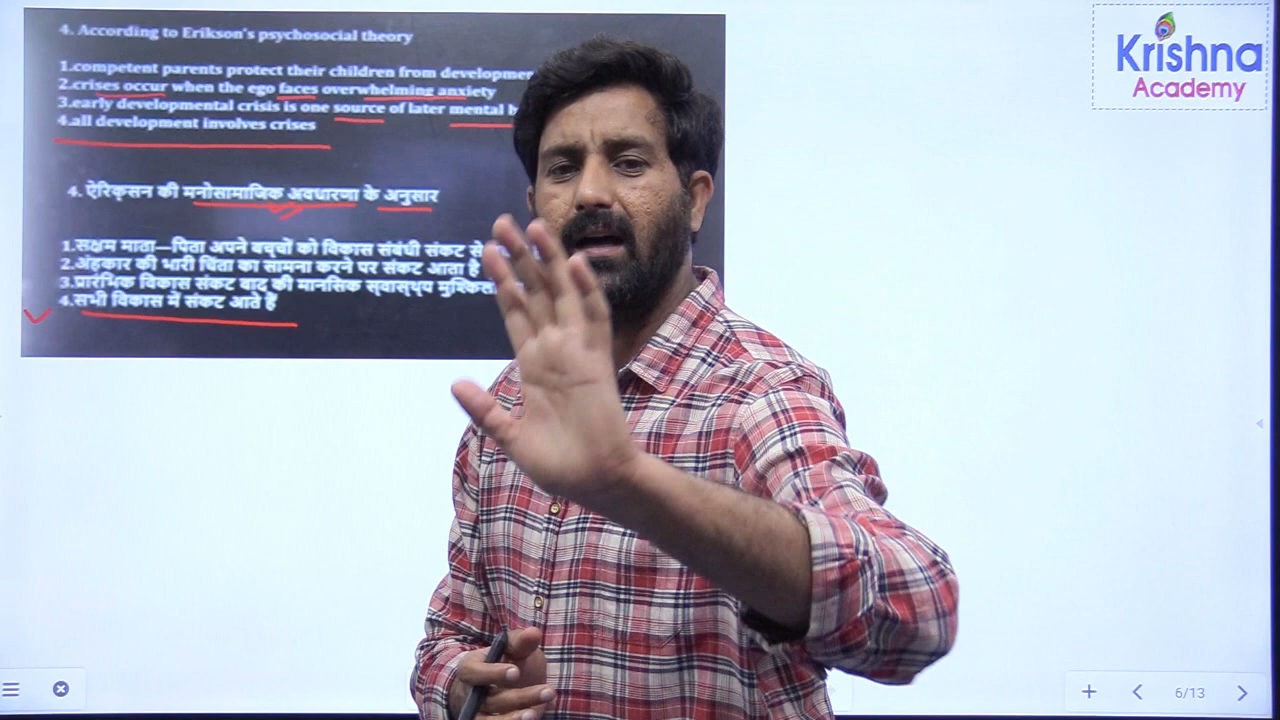 4. According to Erikson's psychosocial theory
1.competent parents protect their children from
2.crises occur when the ego faces overwhelming anxiety
3.early developmental crisis is one source of later mental
4.all development involves crises
4. ऐरिक्सन की मनोसामाजिक अवधारणा के अनुसार
1.सक्षम माता—पिता अपने बच्चों को विकास संबंधी संकट से
2.अंहकार की भारी चिंता का सामना करने पर संकट आता है
3.प्रारंभिक विकास संकट बाद की मानसिक स्वास्थ्य
4.सभी विकास में संकट आते हैं
Krishna
Academy
6/13